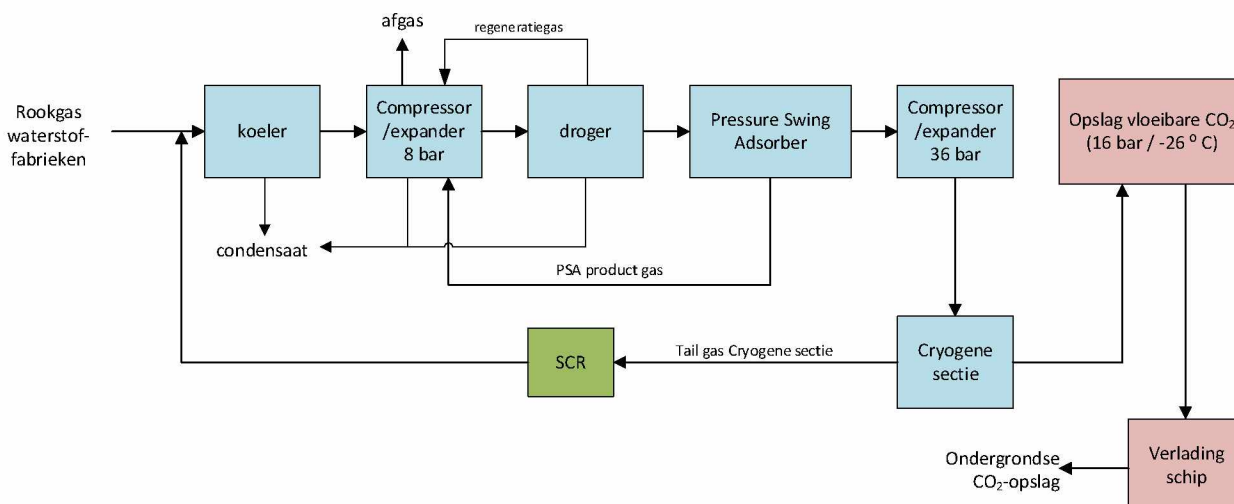 afgas
regeneratiegas
Rookgas
waterstof-
fabrieken
koeler
Compressor
/expander
8 bar
droger
Pressure Swing
Adsorber
Compressor
/expander
36 bar
Opslag vloeibare CO₂
(16 bar / -26 ⁰ C)
condensaat
PSA product gas
SCR
Tail gas Cryogene sectie
Cryogene
sectie
Ondergrondse
CO₂-opslag
Verlading
schip